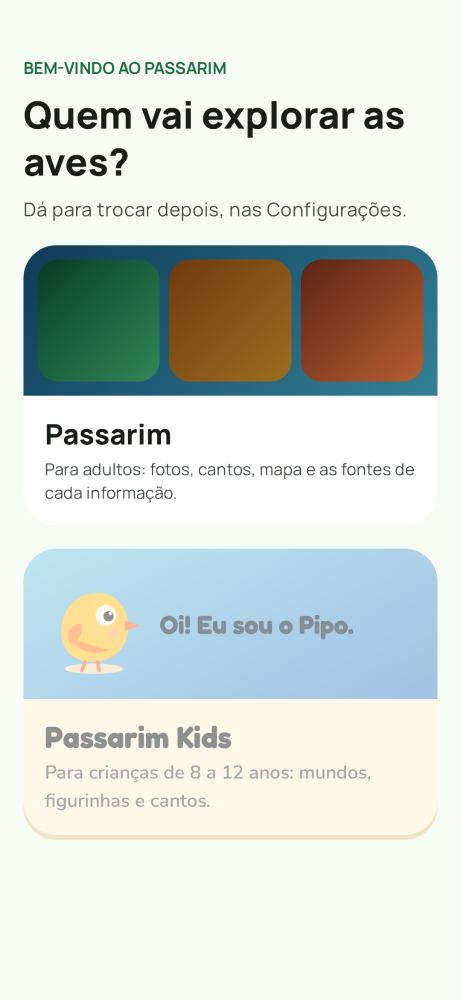 BEM-VINDO AO PASSARIM
Quem vai explorar as
aves?
Dá para trocar depois, nas Configurações.
Passarim
Para adultos: fotos, cantos, mapa e as fontes de
cada informação.
Oi! Eu sou o Pipo.
Passarim Kids
Para crianças de 8 a 12 anos: mundos,
figurinhas e cantos.